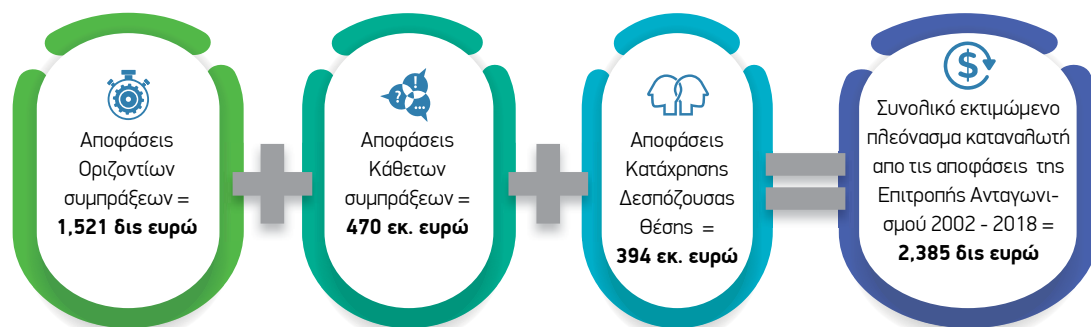 Αποφάσεις
Οριζοντίων
συμπράξεων =
1,521 δις ευρώ
Αποφάσεις
Κάθετων
συμπράξεων =
470 εκ. ευρώ
Αποφάσεις
Κατάχρησης
Δεσπόζουσας
Θέσης =
394 εκ. ευρώ
Συνολικό εκτιμώμενο
πλεόνασμα καταναλωτή
απο τις αποφάσεις της
Επιτροπής Ανταγωνι-
σμού 2002 - 2018 =
2,385 δις ευρώ